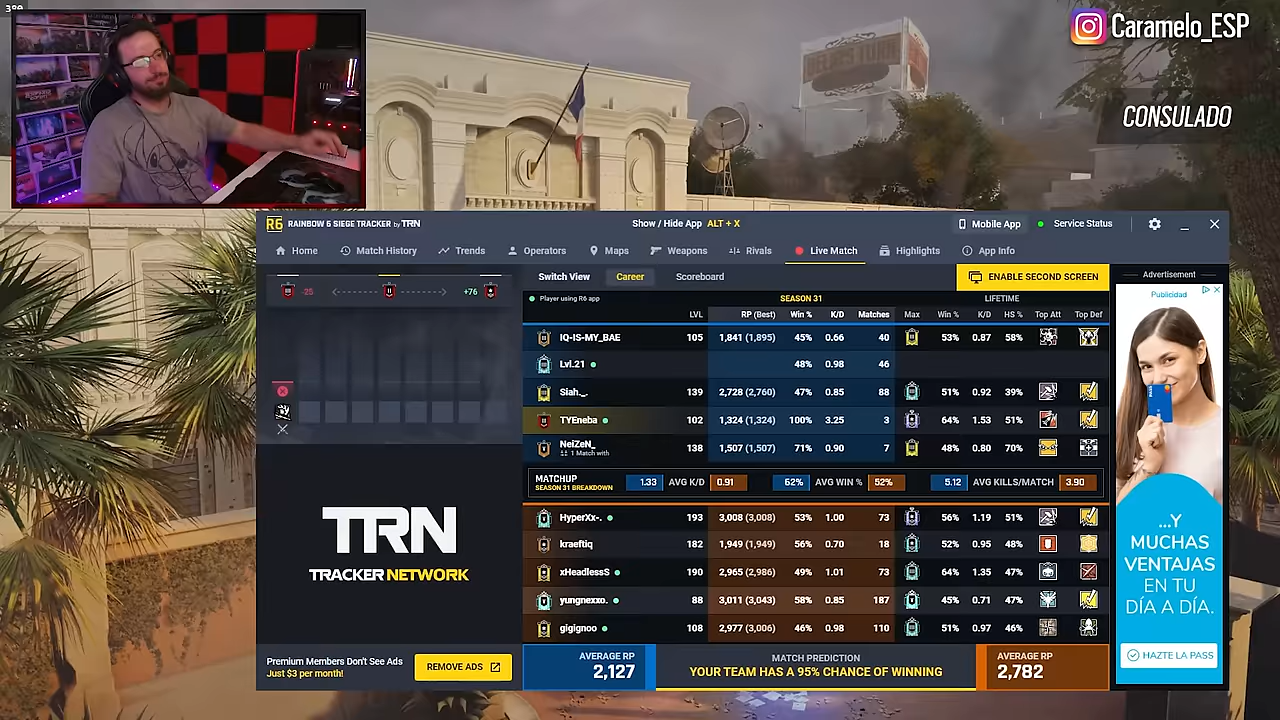 389
Caramelo_ESP
CONSULADO
R6 RAINBOW 6 SIEGE TRACKER by TRN
Show / Hide App ALT + X
Mobile App
Service Status
Home
Match History
Trends
Operators
Maps
Weapons
Rivals
Live Match
Highlights
App Info
-25
+76
Switch View
Career
Scoreboard
ENABLE SECOND SCREEN
Player using R6 app
SEASON 31
LIFETIME
LVL RP (Best) Win % K/D Matches Max Win % K/D HS % Top Att Top Def
IQ-IS-MY_BAE 105 1,841 (1,895) 45% 0.66 40 53% 0.87 58%
Lvl.21 48% 0.98 46
Siah._. 139 2,728 (2,760) 47% 0.85 88 51% 0.92 39%
TYEneba 102 1,324 (1,324) 100% 3.25 3 64% 1.53 51%
NeiZeN_ 138 1,507 (1,507) 71% 0.90 7 48% 0.80 70%
1 Match with
MATCHUP
SEASON 31 BREAKDOWN
1.33 AVG K/D 0.91
62% AVG WIN % 52%
5.12 AVG KILLS/MATCH 3.90
HyperXx-. 193 3,008 (3,008) 53% 1.00 73 56% 1.19 51%
kraeftiq 182 1,949 (1,949) 56% 0.70 18 52% 0.95 48%
xHeadlessS 190 2,965 (2,986) 49% 1.01 73 64% 1.35 47%
yungnexxo. 88 3,011 (3,043) 58% 0.85 187 45% 0.71 47%
gigignoo 108 2,977 (3,006) 46% 0.98 110 51% 0.97 46%
TRN
TRACKER NETWORK
Premium Members Don't See Ads
Just $3 per month!
REMOVE ADS
AVERAGE RP
2,127
MATCH PREDICTION
YOUR TEAM HAS A 95% CHANCE OF WINNING
AVERAGE RP
2,782
Advertisement
Publicidad
...Y
MUCHAS
VENTAJAS
EN TU
DÍA A DÍA.
HAZTE LA PASS